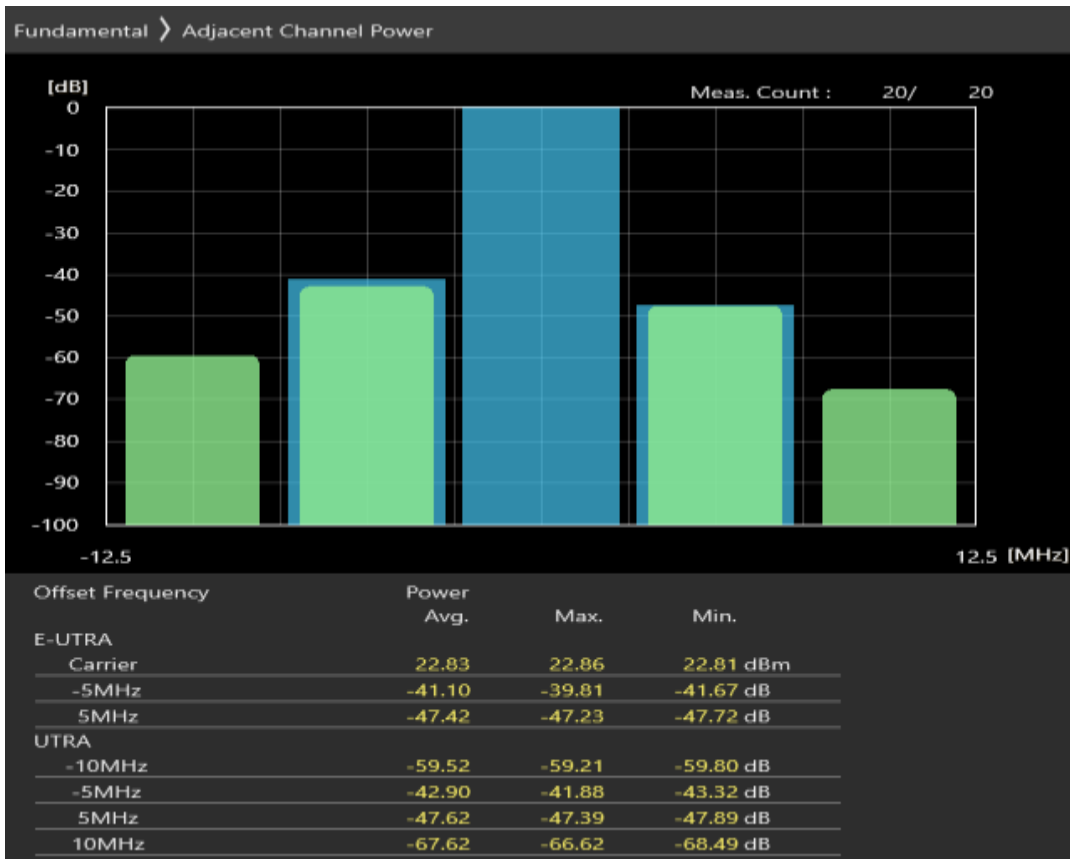 Fundamental 》 Adjacent Channel Power
[dB]
Meas. Count : 20/ 20
0
-10
-20
-30
-40
-50
-60
-70
-80
-90
-100
-12.5 12.5 [MHz]
Offset Frequency Power
Avg. Max. Min.
E-UTRA
Carrier 22.83 22.86 22.81 dBm
-5MHz -41.10 -39.81 -41.67 dB
5MHz -47.42 -47.23 -47.72 dB
UTRA
-10MHz -59.52 -59.21 -59.80 dB
-5MHz -42.90 -41.88 -43.32 dB
5MHz -47.62 -47.39 -47.89 dB
10MHz -67.62 -66.62 -68.49 dB